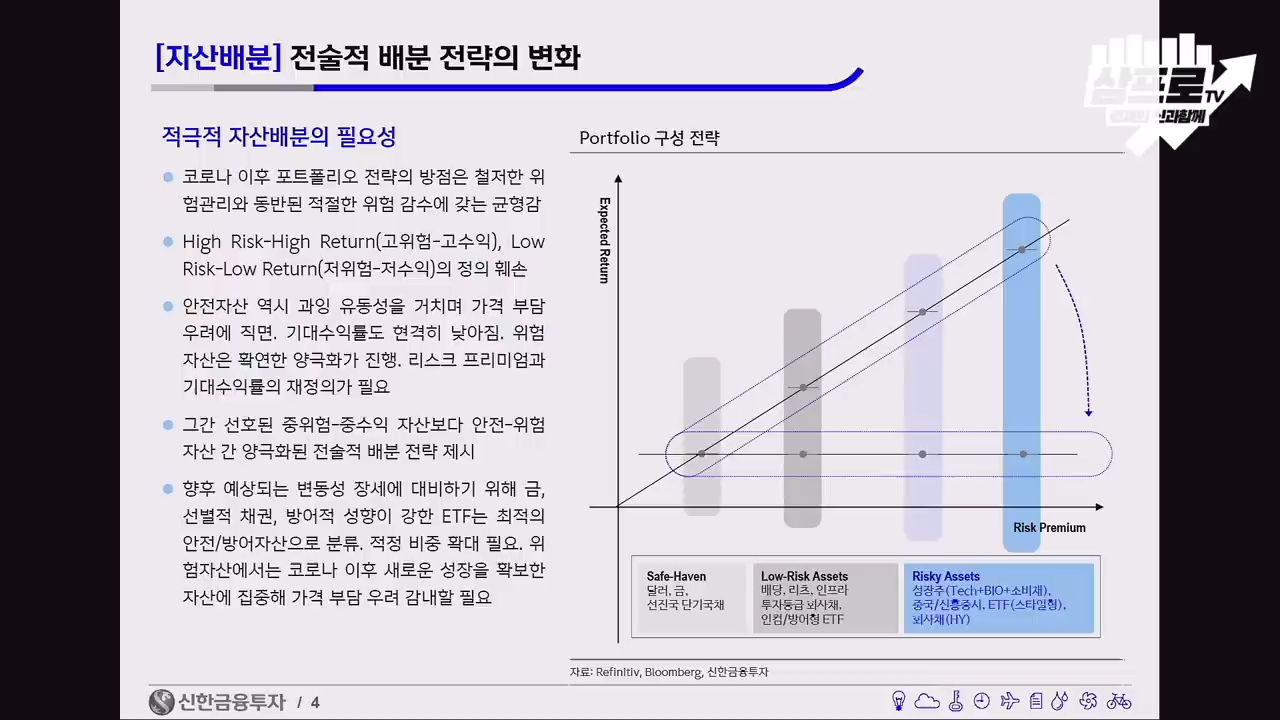 [자산배분] 전술적 배분 전략의 변화
삼프로TV
적극적 자산배분의 필요성
코로나 이후 포트폴리오 전략의 방점은 철저한 위
험관리와 동반된 적절한 위험 감수에 갖는 균형감
High Risk-High Return(고위험-고수익), Low
Risk-Low Return(저위험-저수익)의 정의 훼손
안전자산 역시 과잉 유동성을 거치며 가격 부담
우려에 직면. 기대수익률도 현격히 낮아짐. 위험
자산은 확연한 양극화가 진행. 리스크 프리미엄과
기대수익률의 재정의가 필요
그간 선호된 중위험-중수익 자산보다 안전-위험
자산 간 양극화된 전술적 배분 전략 제시
향후 예상되는 변동성 장세에 대비하기 위해 금,
선별적 채권, 방어적 성향이 강한 ETF는 최적의
안전/방어자산으로 분류. 적정 비중 확대 필요. 위
험자산에서는 코로나 이후 새로운 성장을 확보한
자산에 집중해 가격 부담 우려 감내할 필요
Portfolio 구성 전략
Expected Return
Risk Premium
Safe-Haven
달러, 금,
선진국 단기국채
Low-Risk Assets
배당, 리츠, 인프라
투자등급 회사채,
인컴/방어형 ETF
Risky Assets
성장주(Tech+BIO+소비재),
중국/신흥증시, ETF(스타일형),
회사채(HY)
자료: Refinitiv, Bloomberg, 신한금융투자
신한금융투자 / 4